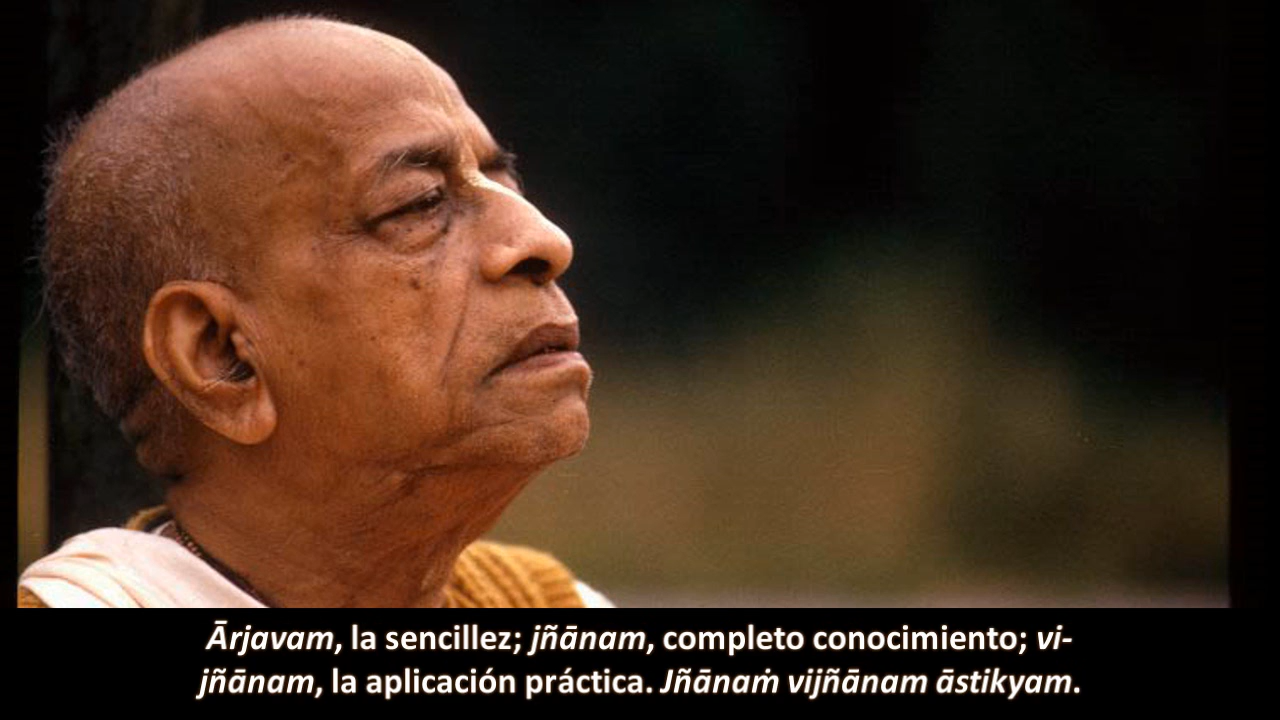 Ārjavam, la sencillez; jñānam, completo conocimiento; vi-
jñānam, la aplicación práctica. Jñānaṁ vijñānam āstikyam.